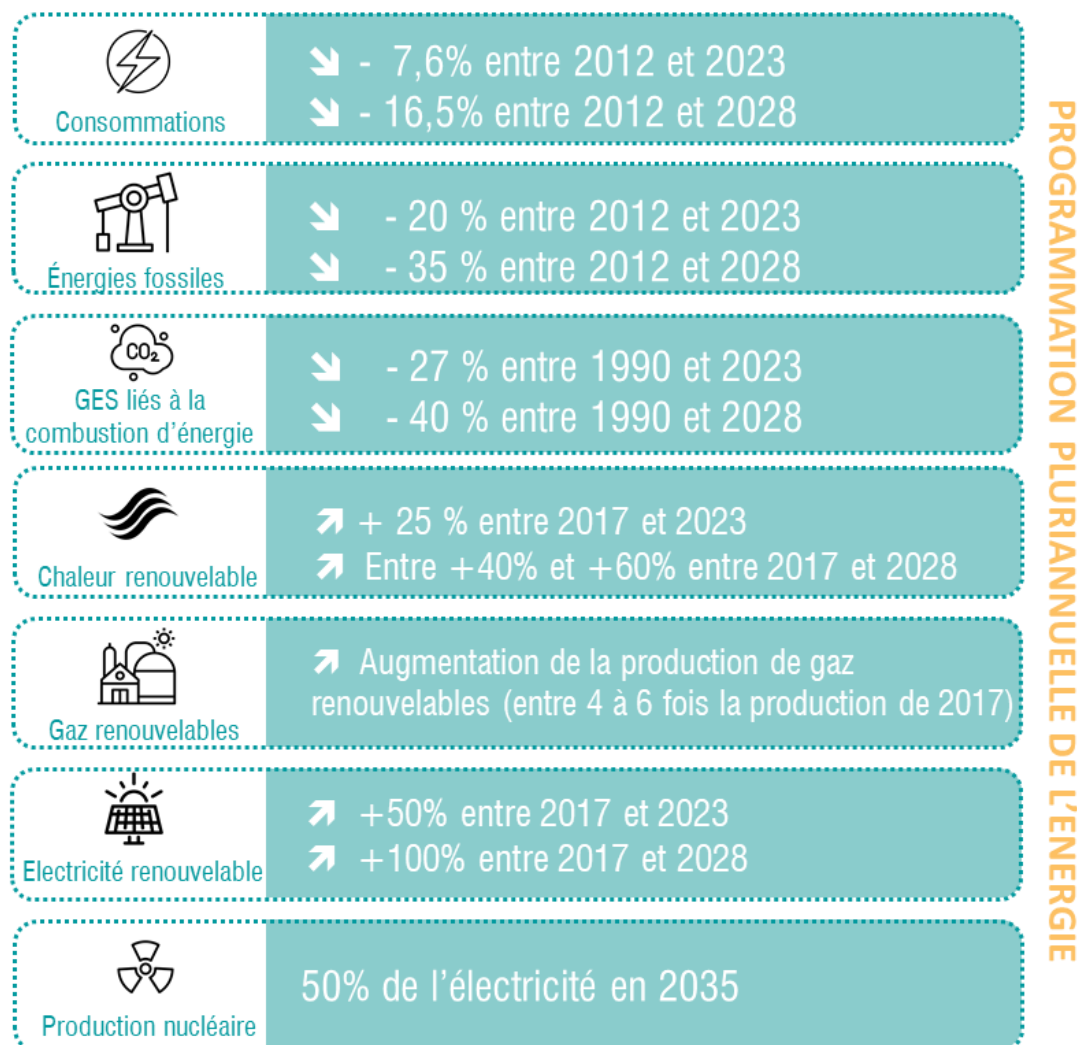 Consommations
- 7,6% entre 2012 et 2023
- 16,5% entre 2012 et 2028
Énergies fossiles
- 20 % entre 2012 et 2023
- 35 % entre 2012 et 2028
CO2
GES liés à la
combustion d'énergie
- 27 % entre 1990 et 2023
- 40 % entre 1990 et 2028
Chaleur renouvelable
+ 25 % entre 2017 et 2023
Entre +40% et +60% entre 2017 et 2028
Gaz renouvelables
Augmentation de la production de gaz
renouvelables (entre 4 à 6 fois la production de 2017)
Electricité renouvelable
+50% entre 2017 et 2023
+100% entre 2017 et 2028
Production nucléaire
50% de l'électricité en 2035
PROGRAMMATION PLURIANNUELLE DE L'ENERGIE